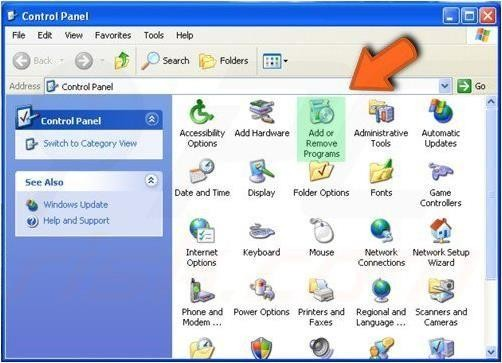 Control Panel
File Edit View Favorites Tools Help
Back Search Folders
Address Control Panel Go
Control Panel
Switch to Category View
See Also
Windows Update
Help and Support
Accessibility Options
Add Hardware
Add or Remove Programs
Administrative Tools
Automatic Updates
Date and Time
Display
Folder Options
Fonts
Game Controllers
Internet Options
Keyboard
Mouse
Network Connections
Network Setup Wizard
Phone and Modem ...
Power Options
Printers and Faxes
Regional and Language ...
Scanners and Cameras